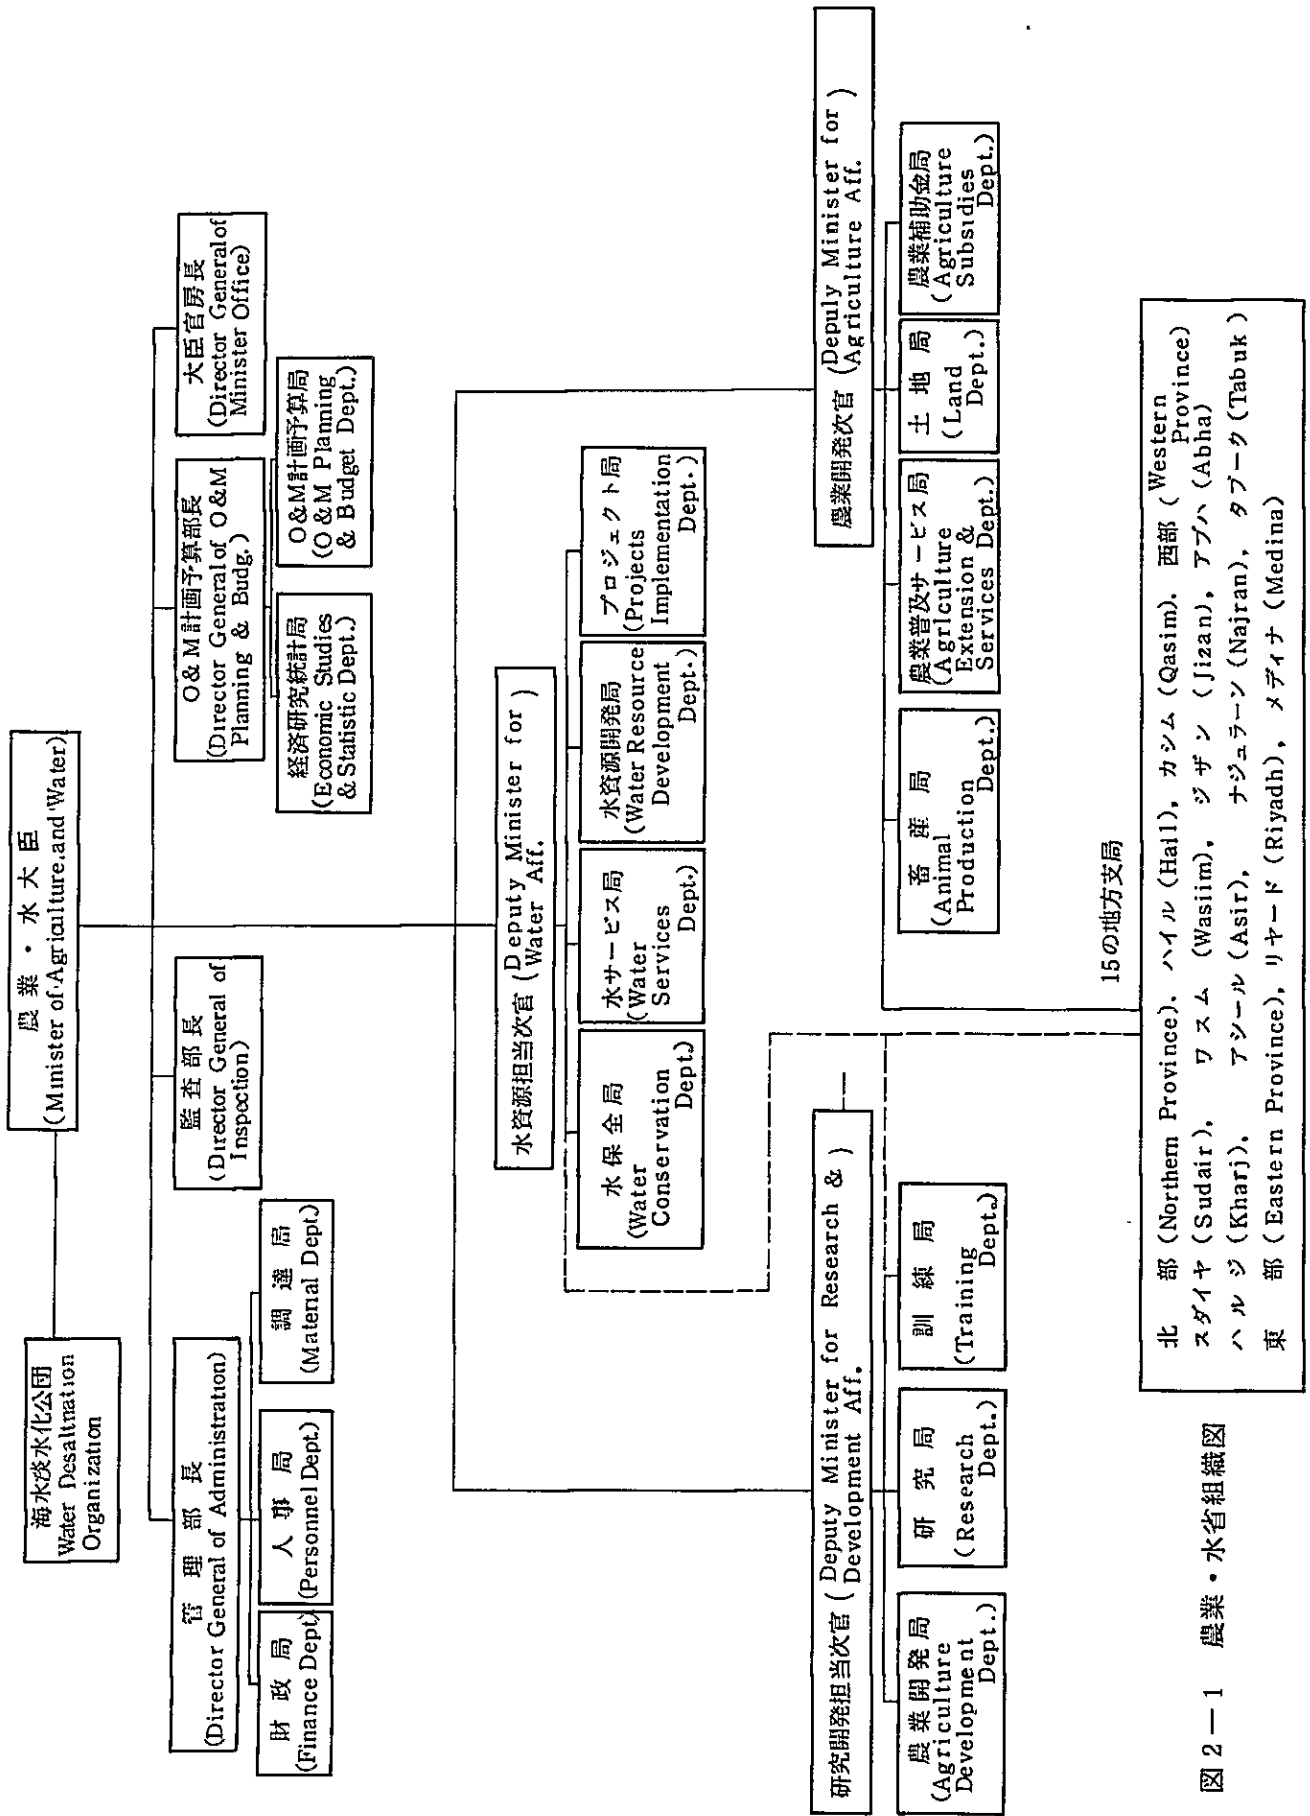 農業・水大臣
(Minister of Agriculture.and Water)
海水淡水化公団
Water Desalination
Organization
管理部長
(Director General of Administration)
財政局
(Finance Dept)
人事局
(Personnel Dept.)
調達局
(Material Dept)
監査部長
(Director General of
Inspection)
O&M計画予算部長
(Director General of O&M
Planning & Budg.)
経済研究統計局
(Economic Studies
& Statistic Dept.)
O&M計画予算局
(O&M Planning
& Budget Dept.)
大臣官房長
(Director General of
Minister Office)
水資源担当次官 (Deputy Minister for
Water Aff.)
水保全局
(Water
Conservation
Dept.)
水サービス局
(Water
Services
Dept.)
水資源開発局
(Water Resource
Development
Dept.)
プロジェクト局
(Projects
Implementation
Dept.)
研究開発担当次官 (Deputy Minister for Research &
Development Aff.)
農業開発局
(Agriculture
Development
Dept.)
研究局
(Research
Dept.)
訓練局
(Training
Dept.)
農業開発次官 (Depuly Minister for
Agriculture Aff.)
畜産局
(Animal
Production
Dept.)
農業普及サービス局
(Agriculture
Extension &
Services Dept.)
土地局
(Land
Dept.)
農業補助金局
(Agriculture
Subsidies
Dept.)
15の地方支局
北部 (Northern Province), ハイル (Hail), カシム (Qasim), 西部 (Western Province)
スダイヤ (Sudair), ワスム (Wasim), ジザン (Jizan), アブハ (Abha)
ハルジ (Kharj), アシール (Asir), ナジュラーン (Najran), タブーク (Tabuk)
東部 (Eastern Province), リヤード (Riyadh), メディナ (Medina)
図2-1 農業・水省組織図